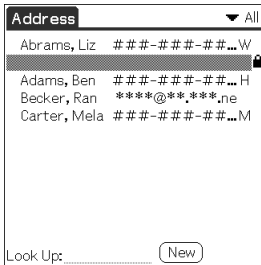 Address All
Abrams, Liz ###-###-##...W
Adams, Ben ###-###-##...H
Becker, Ran ****@**.***.ne
Carter, Mela ###-###-##...M
Look Up: New